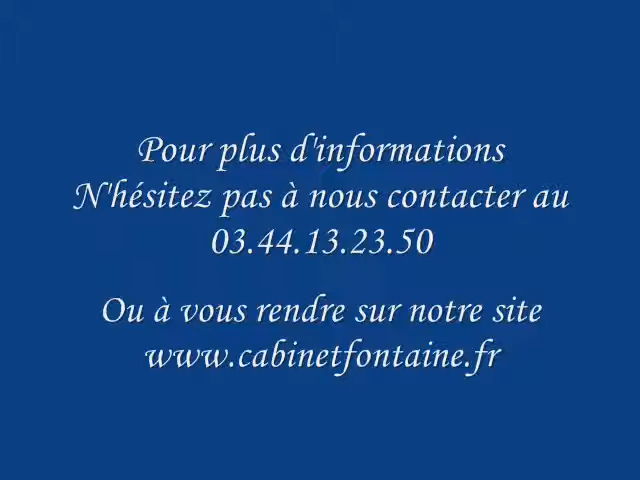 Pour plus d'informations
N'hésitez pas à nous contacter au
03.44.13.23.50
Ou à vous rendre sur notre site
www.cabinetfontaine.fr